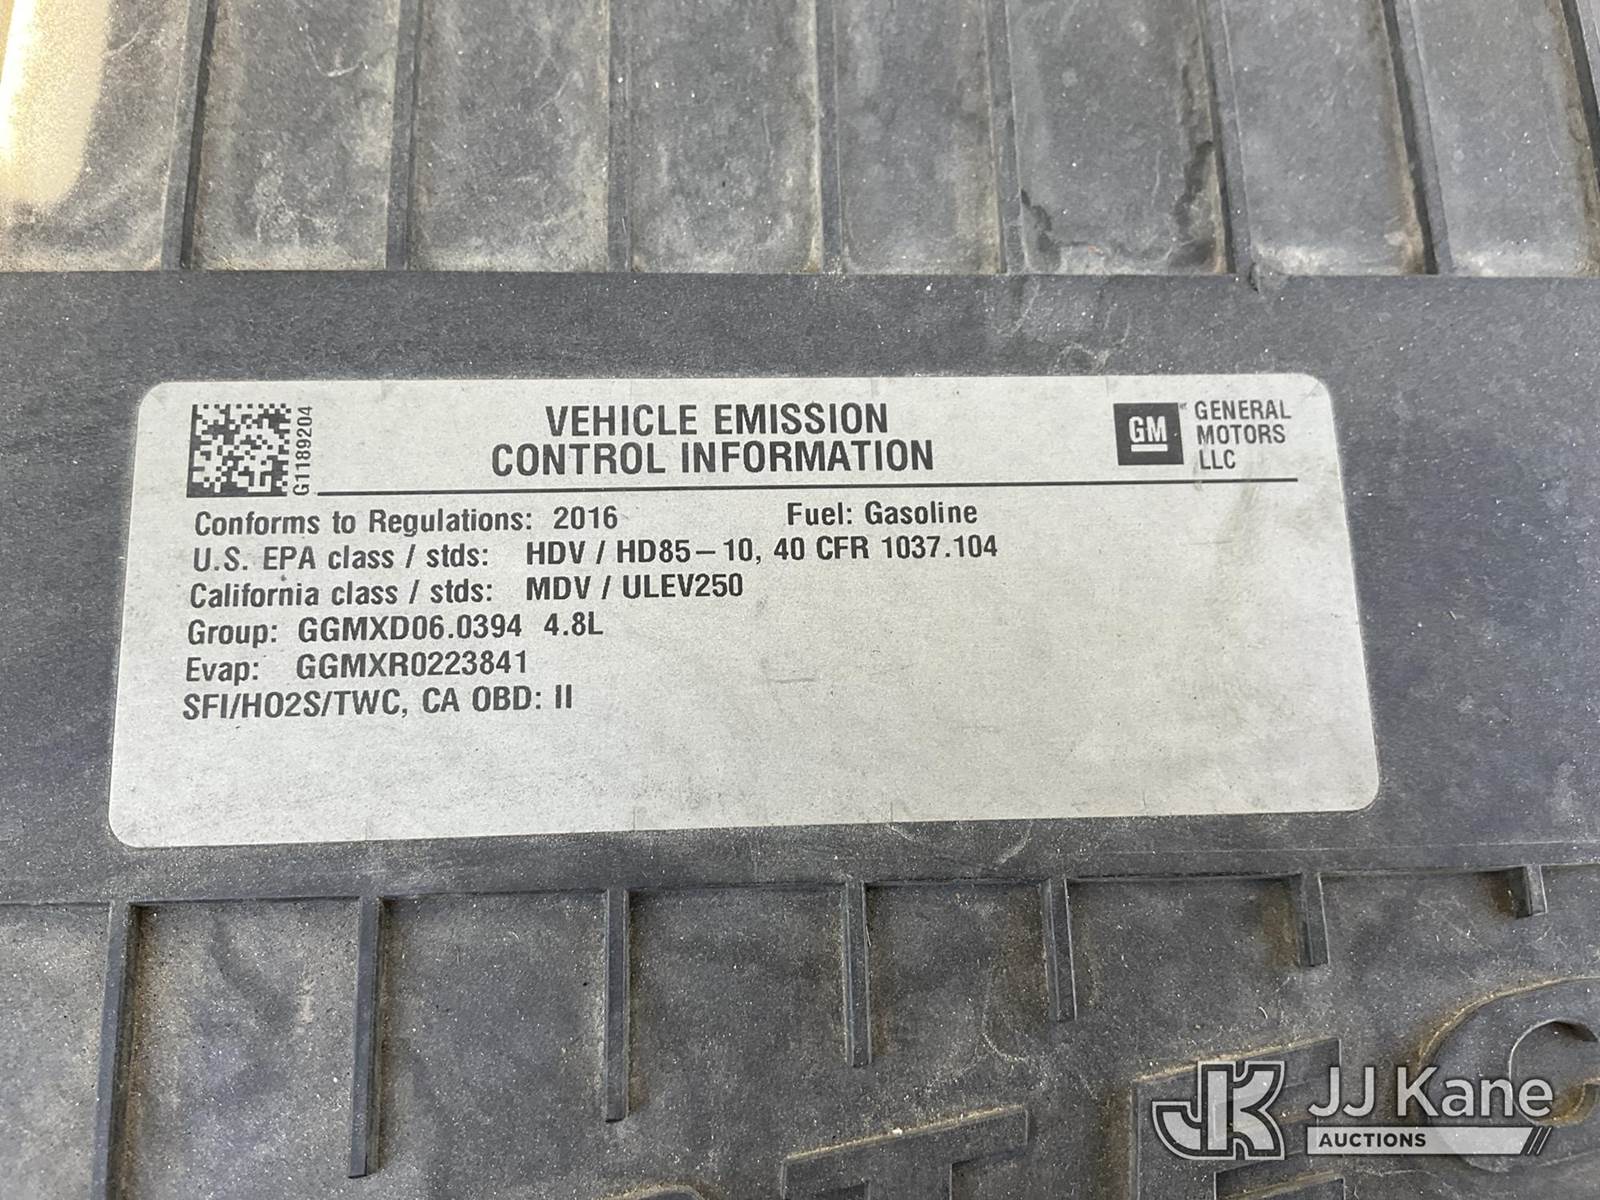 G1189204
VEHICLE EMISSION
CONTROL INFORMATION
GM
GENERAL
MOTORS
LLC
Conforms to Regulations: 2016 Fuel: Gasoline
U.S. EPA class / stds: HDV / HD85-10, 40 CFR 1037.104
California class / stds: MDV / ULEV250
Group: GGMXD06.0394 4.8L
Evap: GGMXR0223841
SFI/HO2S/TWC, CA OBD: II
JK JJ Kane
AUCTIONS